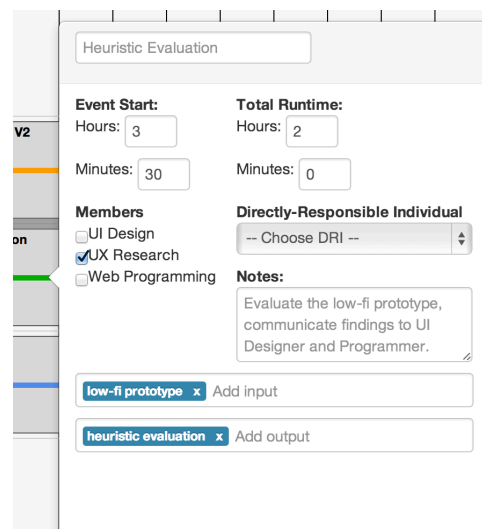 Heuristic Evaluation
V2
on
Event Start:
Hours: 3
Minutes: 30
Total Runtime:
Hours: 2
Minutes: 0
Members
UI Design
UX Research
Web Programming
Directly-Responsible Individual
-- Choose DRI --
Notes:
Evaluate the low-fi prototype,
communicate findings to UI
Designer and Programmer.
low-fi prototype x Add input
heuristic evaluation x Add output